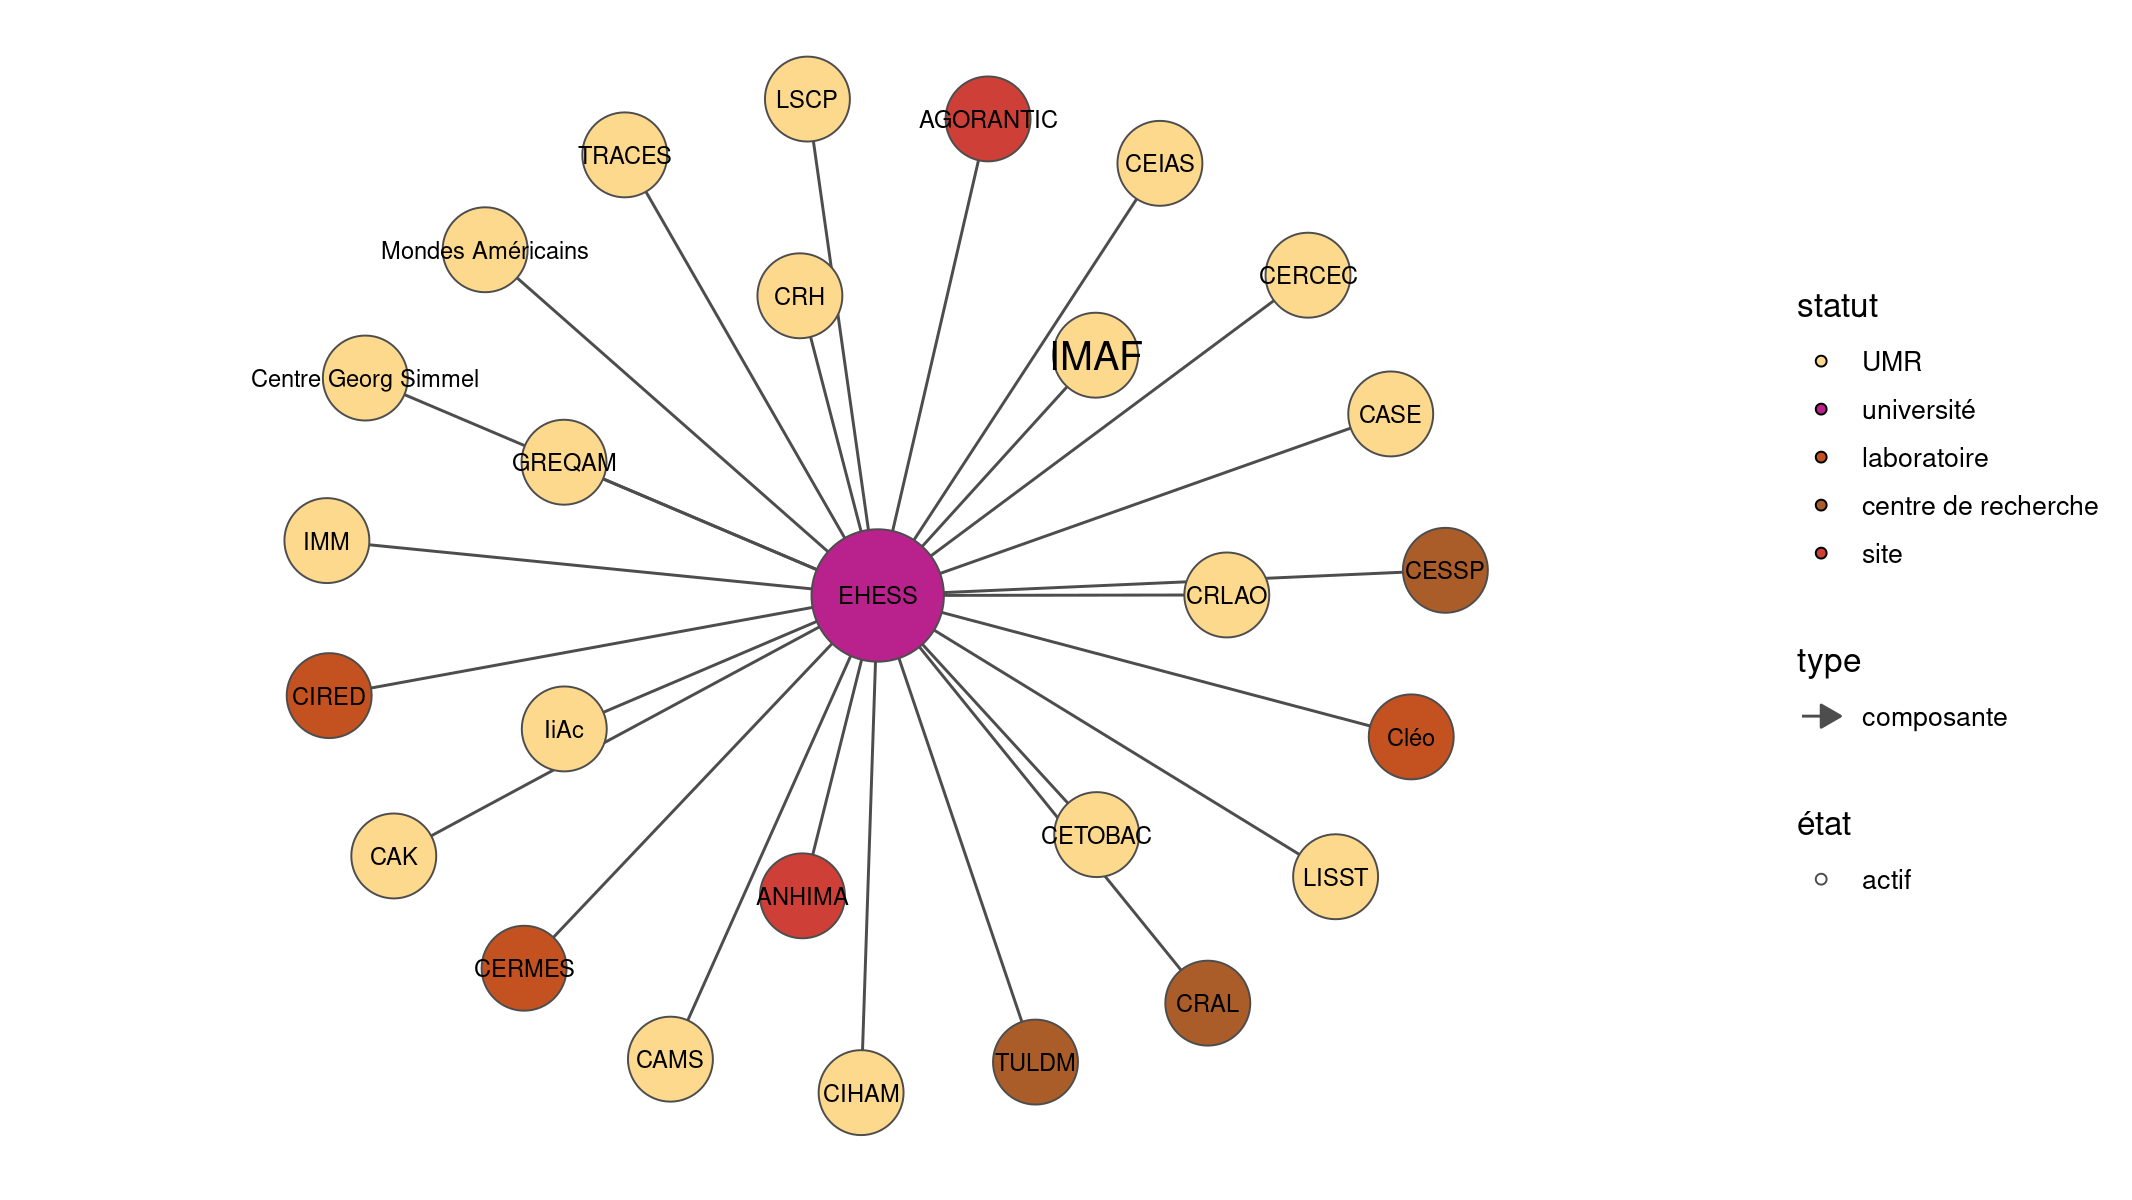 LSCP
AGORANTIC
TRACES
CEIAS
Mondes Américains
CERCEC
CRH
IMAF
Centre Georg Simmel
CASE
GREQAM
IMM
CESSP
EHESS
CRLAO
CIRED
IiAc
Cléo
CETOBAC
CAK
LISST
ANHIMA
CERMES
CRAL
CAMS
TULDM
CIHAM
statut
UMR
université
laboratoire
centre de recherche
site
type
composante
état
actif